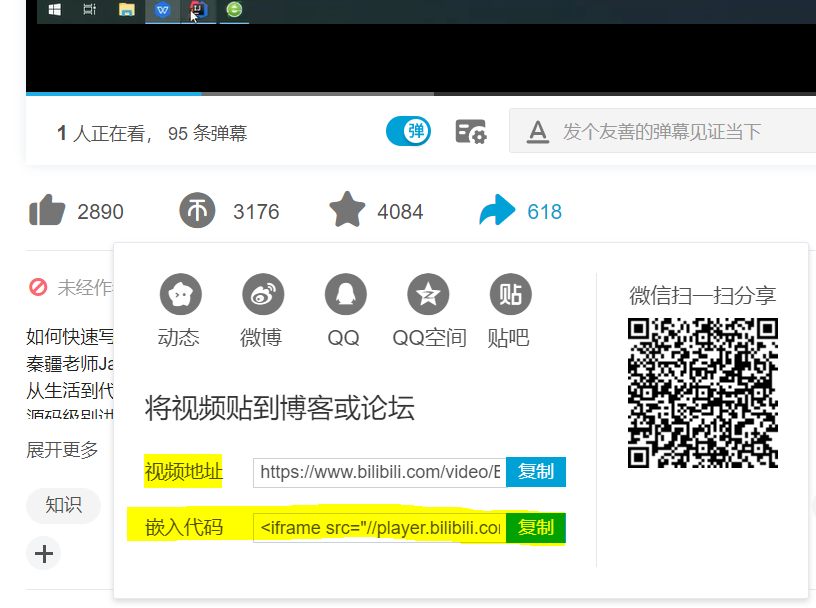 1 人正在看， 95 条弹幕
弹
发个友善的弹幕见证当下
2890
3176
4084
618
未经作
如何快速写
秦疆老师Ja
从生活到代
源码级别讲
展开更多
知识
动态
微博
QQ
QQ空间
贴
贴吧
微信扫一扫分享
将视频贴到博客或论坛
视频地址
https://www.bilibili.com/video/B
复制
嵌入代码
<iframe src="//player.bilibili.co
复制